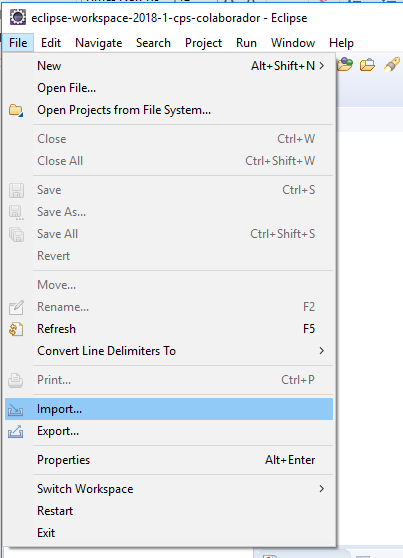 eclipse-workspace-2018-1-cps-colaborador - Eclipse
File Edit Navigate Search Project Run Window Help
New Alt+Shift+N >
Open File...
Open Projects from File System...
Close Ctrl+W
Close All Ctrl+Shift+W
Save Ctrl+S
Save As...
Save All Ctrl+Shift+S
Revert
Move...
Rename... F2
Refresh F5
Convert Line Delimiters To >
Print... Ctrl+P
Import...
Export...
Properties Alt+Enter
Switch Workspace >
Restart
Exit